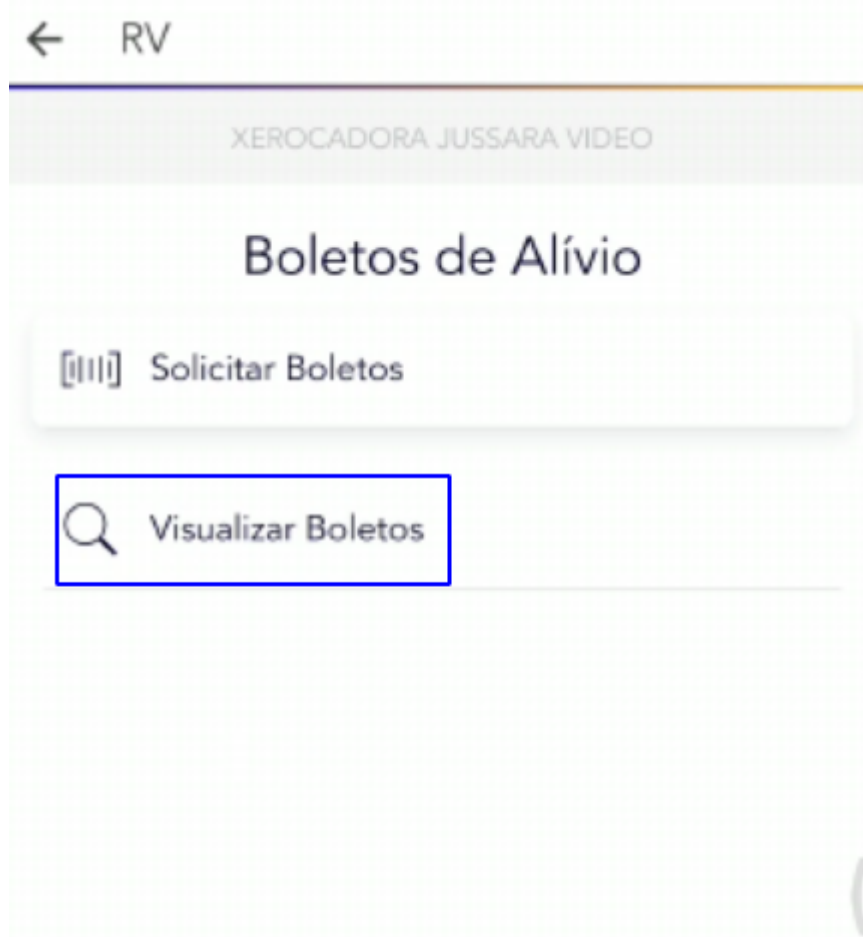 RV
XEROCADORA JUSSARA VIDEO
Boletos de Alívio
Solicitar Boletos
Visualizar Boletos